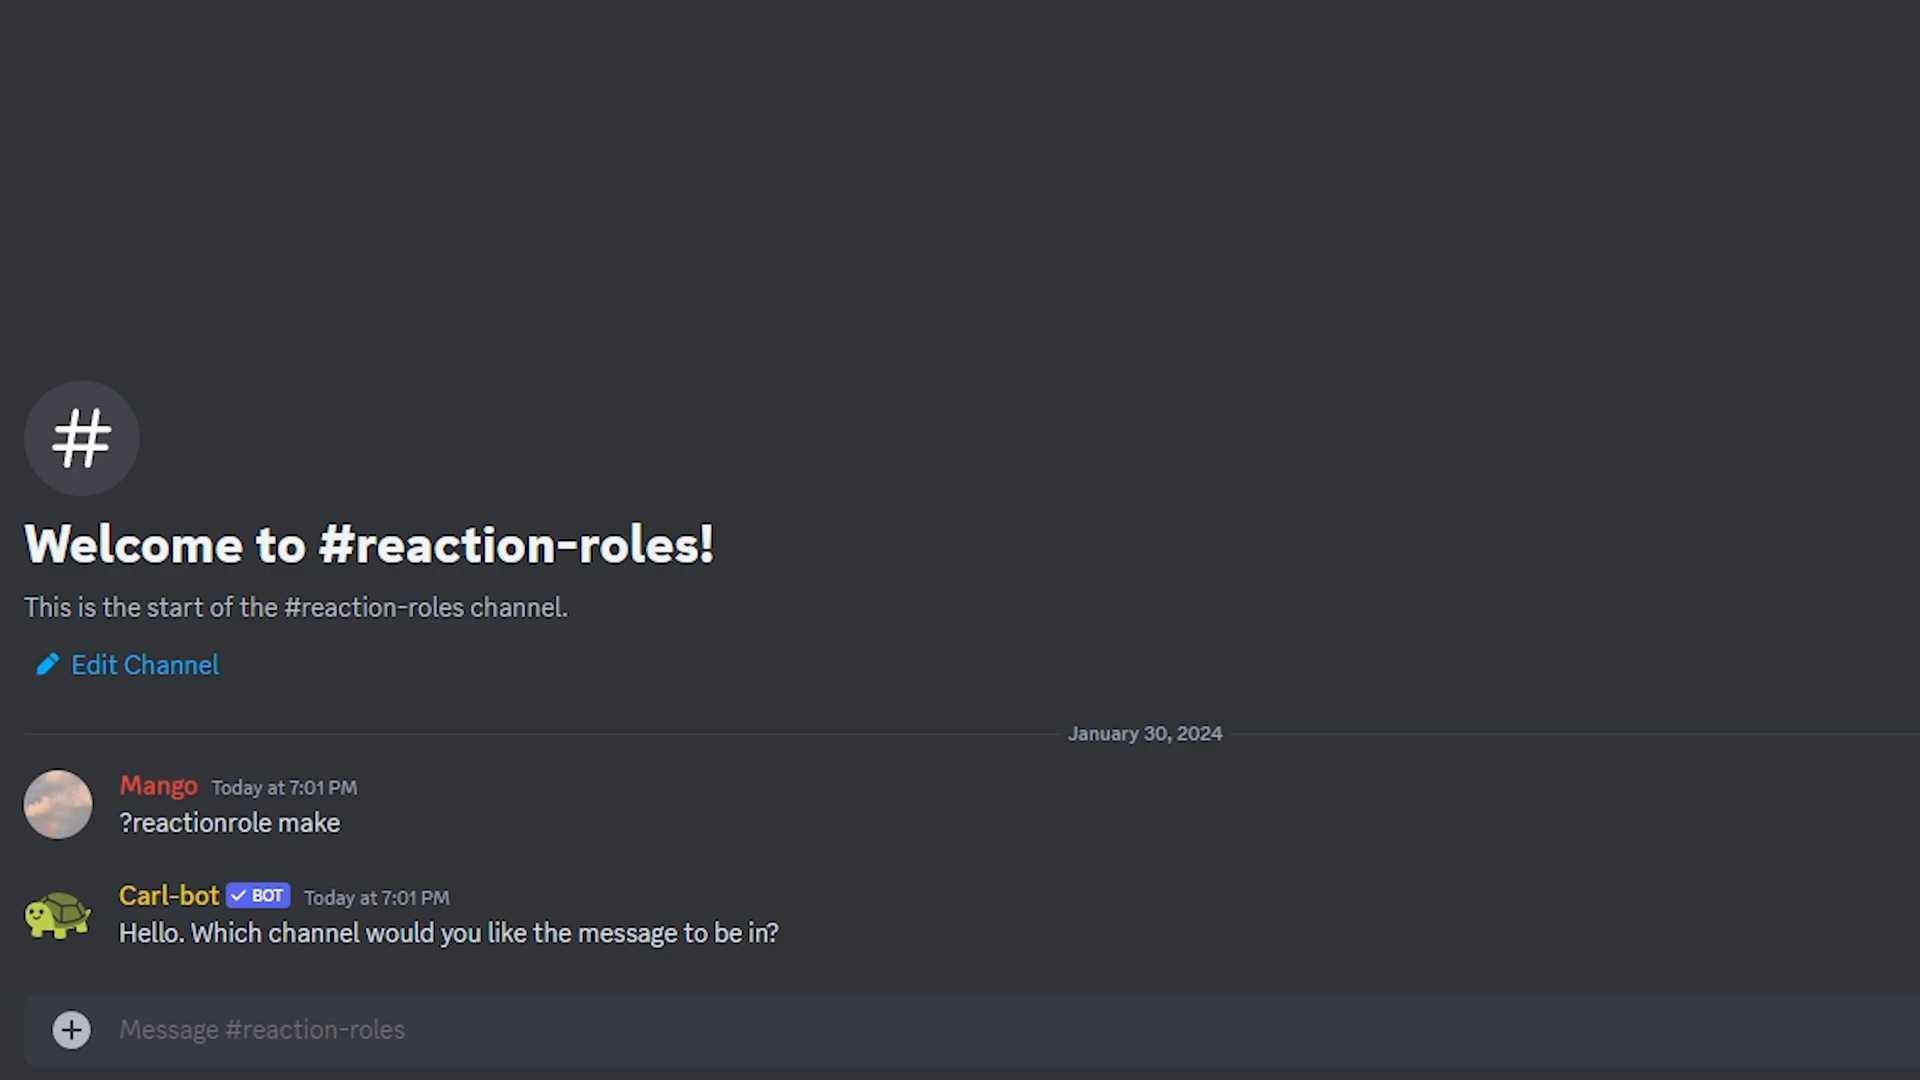 Welcome to #reaction-roles!
This is the start of the #reaction-roles channel.
Edit Channel
January 30, 2024
Mango Today at 7:01 PM
?reactionrole make
Carl-bot BOT Today at 7:01 PM
Hello. Which channel would you like the message to be in?
Message #reaction-roles